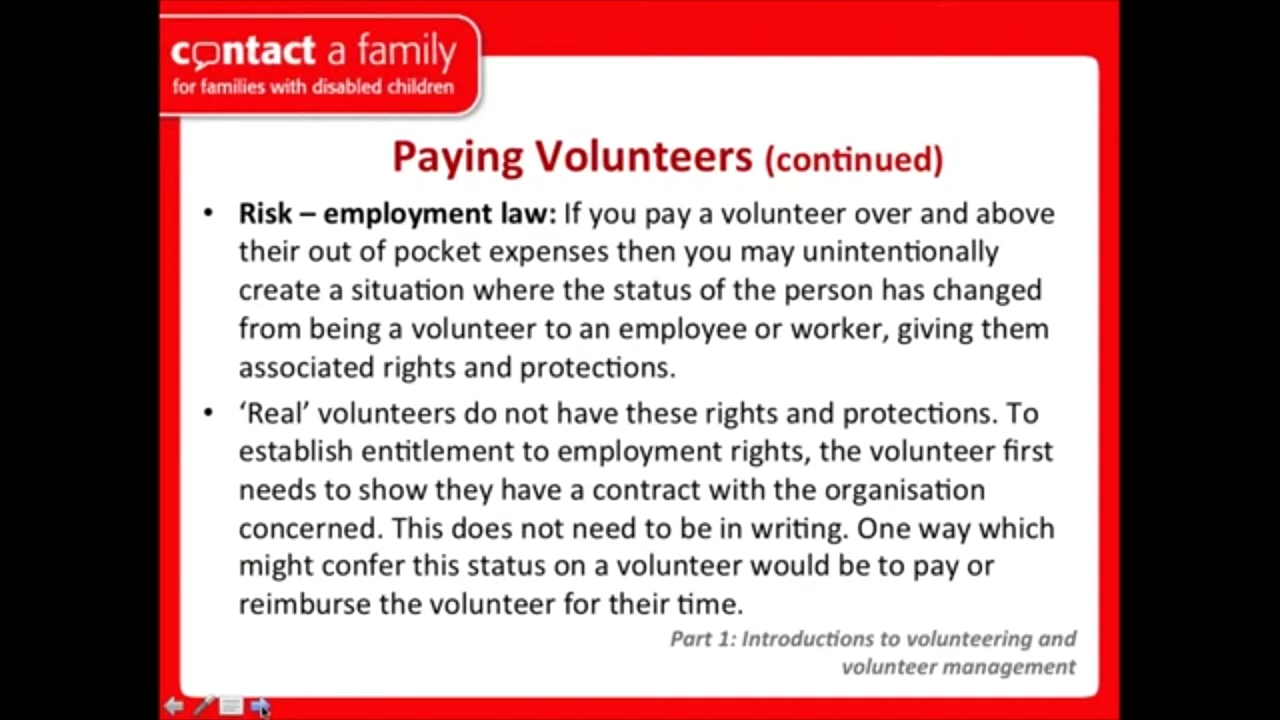 contact a family
for families with disabled children
Paying Volunteers (continued)
• Risk – employment law: If you pay a volunteer over and above
their out of pocket expenses then you may unintentionally
create a situation where the status of the person has changed
from being a volunteer to an employee or worker, giving them
associated rights and protections.
• ‘Real’ volunteers do not have these rights and protections. To
establish entitlement to employment rights, the volunteer first
needs to show they have a contract with the organisation
concerned. This does not need to be in writing. One way which
might confer this status on a volunteer would be to pay or
reimburse the volunteer for their time.
Part 1: Introductions to volunteering and
volunteer management